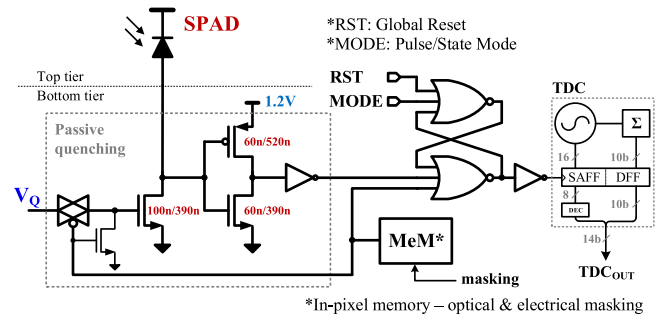 SPAD
*RST: Global Reset
*MODE: Pulse/State Mode
Top tier
Bottom tier
RST
MODE
TDC
1.2V
Passive
quenching
60n/520n
Σ
16
10b
V_Q
100n/390n
60n/390n
SAFF
DFF
8
10b
DEC
MeM*
14b
masking
TDC_OUT
*In-pixel memory – optical & electrical masking